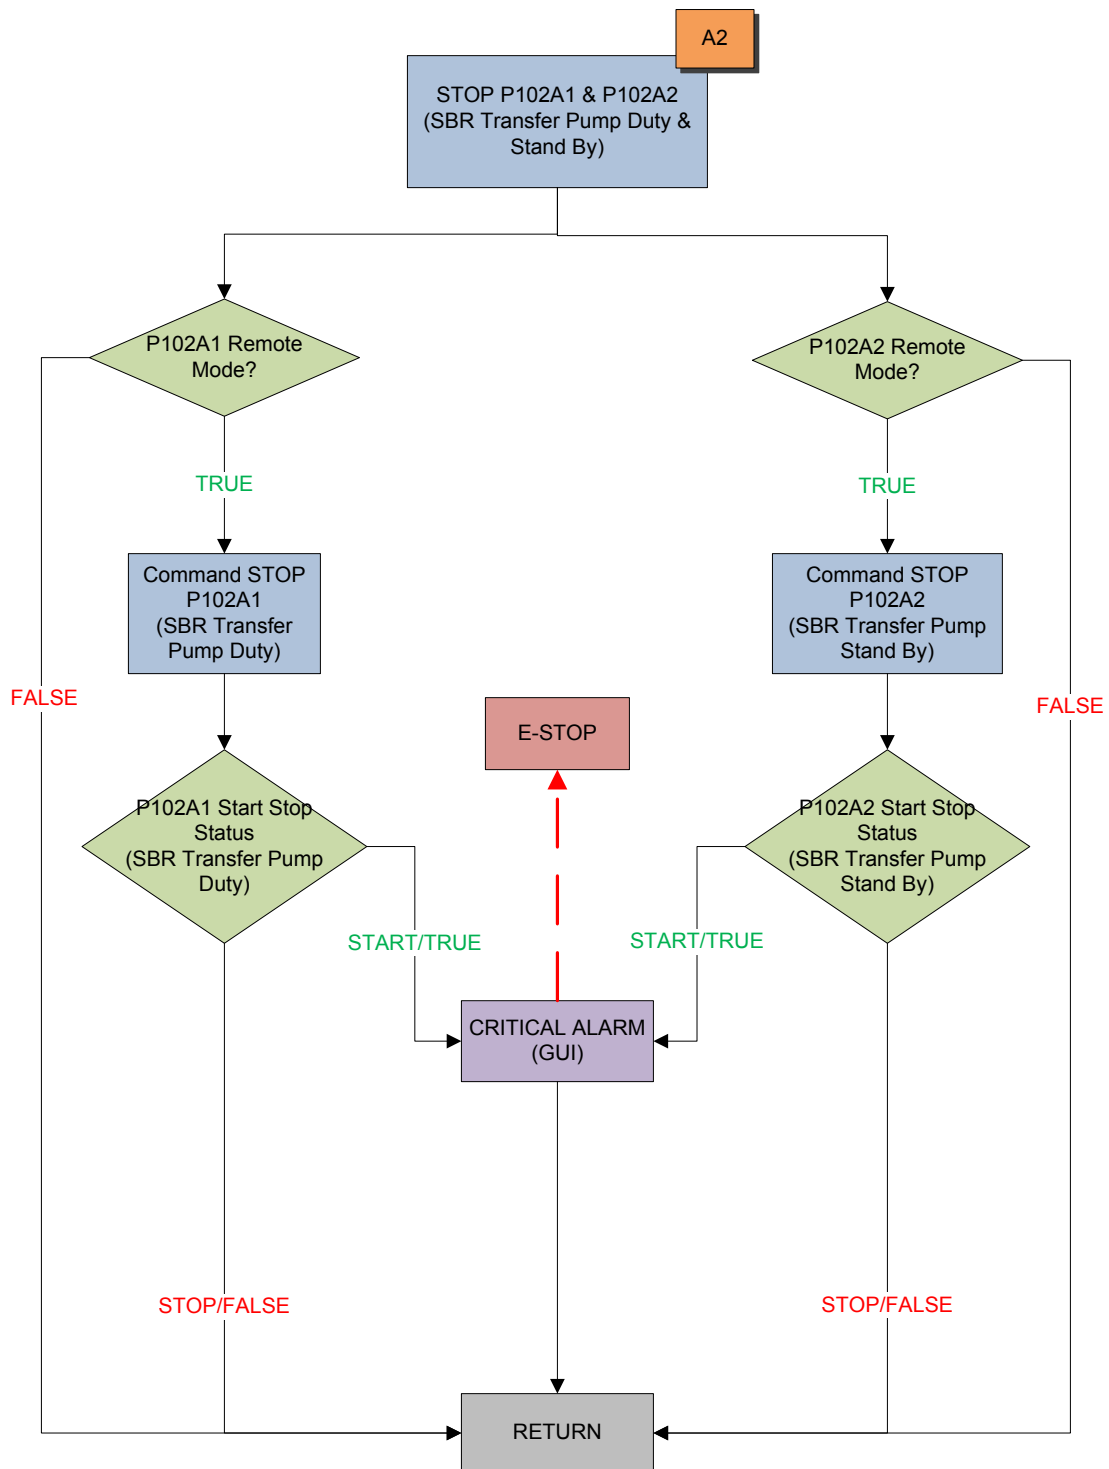 A2
STOP P102A1 & P102A2
(SBR Transfer Pump Duty &
Stand By)
P102A1 Remote
Mode?
P102A2 Remote
Mode?
TRUE
TRUE
Command STOP
P102A1
(SBR Transfer
Pump Duty)
Command STOP
P102A2
(SBR Transfer Pump
Stand By)
FALSE
FALSE
E-STOP
P102A1 Start Stop
Status
(SBR Transfer Pump
Duty)
P102A2 Start Stop
Status
(SBR Transfer Pump
Stand By)
START/TRUE
START/TRUE
CRITICAL ALARM
(GUI)
STOP/FALSE
STOP/FALSE
RETURN